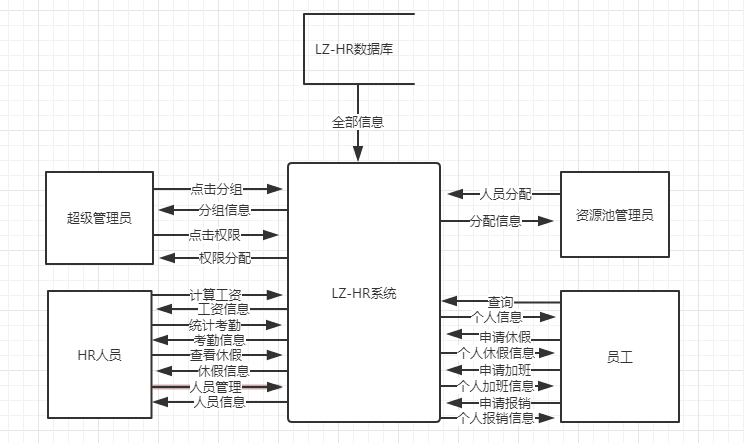 LZ-HR数据库
全部信息
超级管理员
点击分组
分组信息
点击权限
权限分配
HR人员
计算工资
工资信息
统计考勤
考勤信息
查看休假
休假信息
人员管理
人员信息
LZ-HR系统
人员分配
分配信息
资源池管理员
查询
个人信息
申请休假
个人休假信息
申请加班
个人加班信息
申请报销
个人报销信息
员工